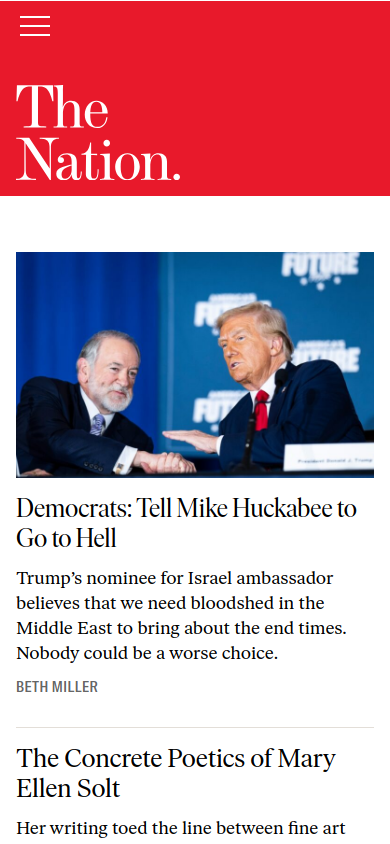 The
Nation.
FUTURE
AMERICA'S
FUTURE
AMERICA'S
FUTURE
FUTURE
President Donald J. Trump
Democrats: Tell Mike Huckabee to
Go to Hell
Trump’s nominee for Israel ambassador
believes that we need bloodshed in the
Middle East to bring about the end times.
Nobody could be a worse choice.
BETH MILLER
The Concrete Poetics of Mary
Ellen Solt
Her writing toed the line between fine art